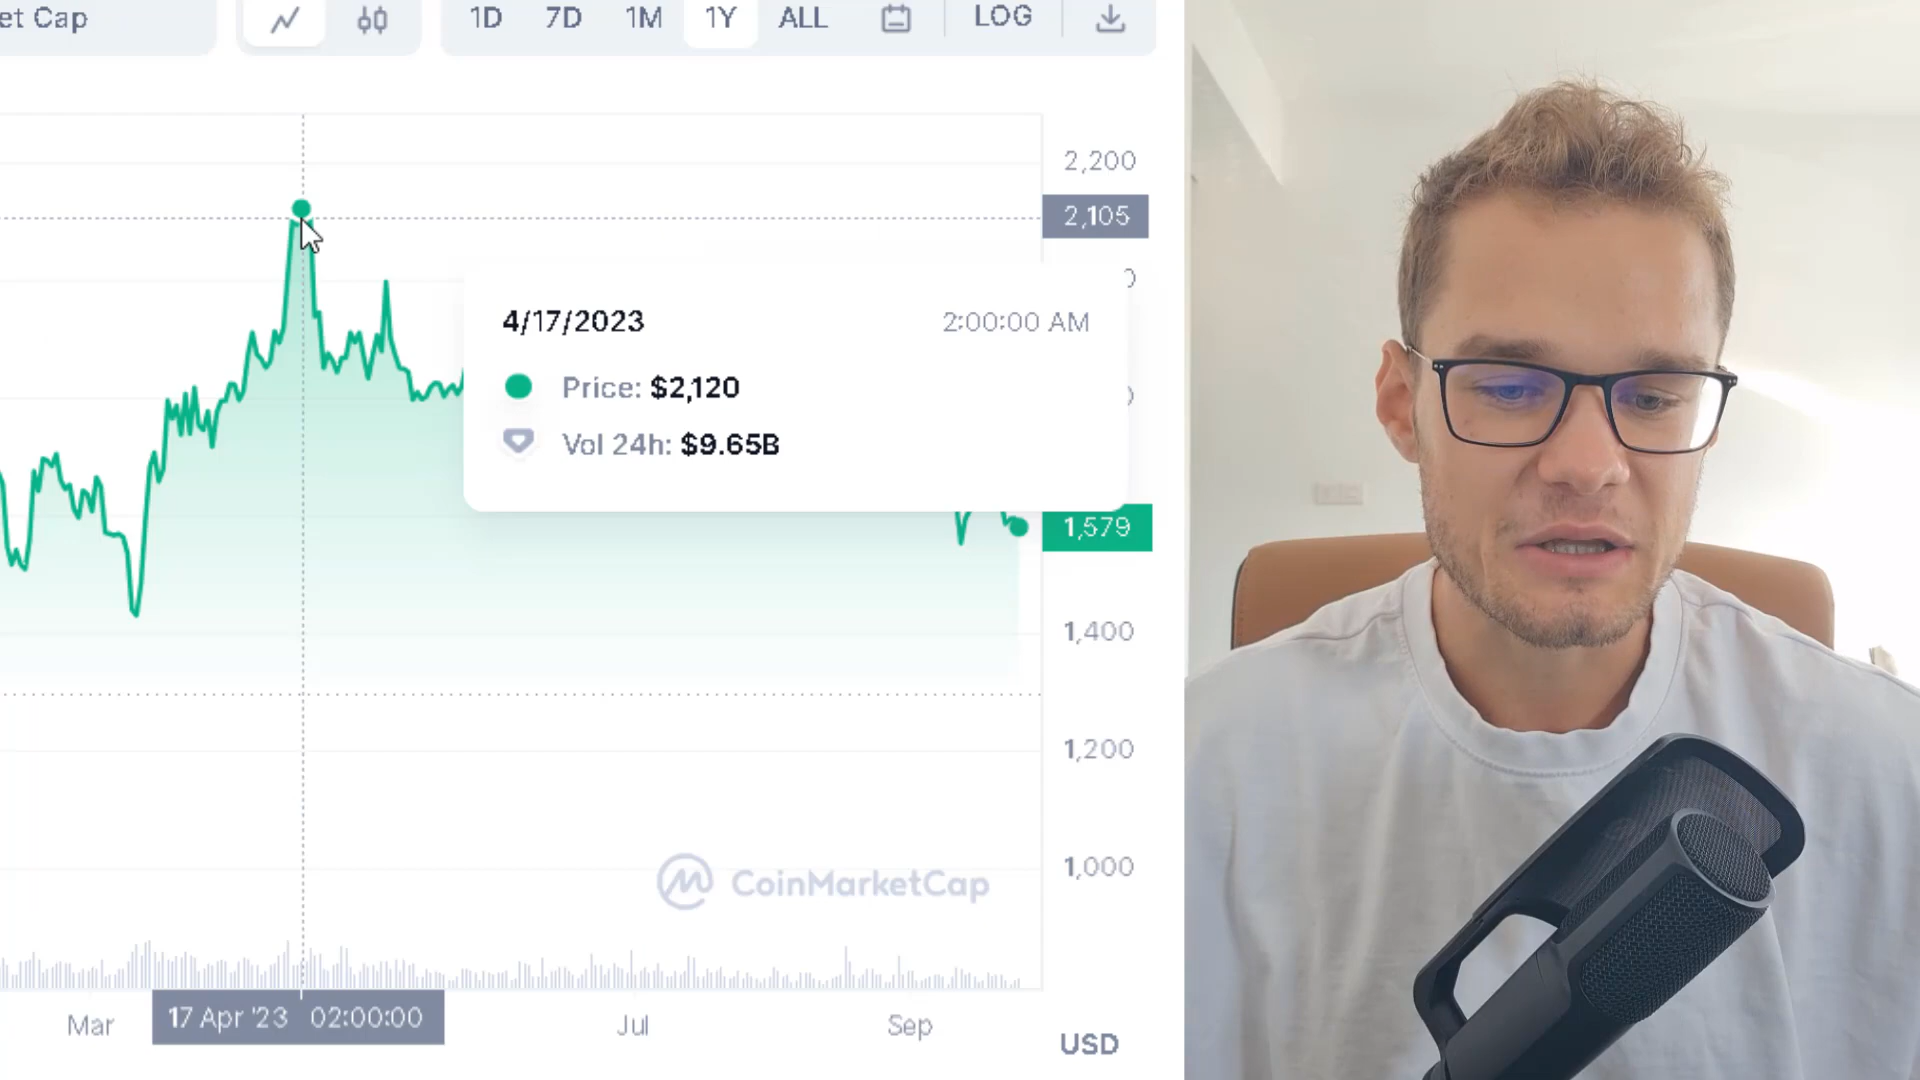 et Cap
1D 7D 1M 1Y ALL LOG
2,200
2,105
4/17/2023 2:00:00 AM
Price: $2,120
Vol 24h: $9.65B
1,579
1,400
1,200
1,000
CoinMarketCap
Mar 17 Apr '23 02:00:00 Jul Sep
USD